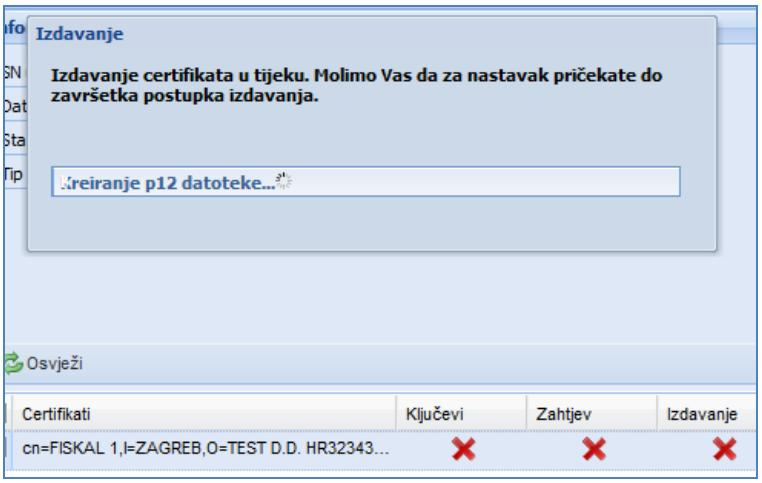 Izdavanje
Izdavanje certifikata u tijeku. Molimo Vas da za nastavak pričekate do
završetka postupka izdavanja.
Kreiranje p12 datoteke...
nfo
SN
Dat
Sta
Tip
Osvježi
Certifikati Ključevi Zahtjev Izdavanje
cn=FISKAL 1,l=ZAGREB,O=TEST D.D. HR32343...